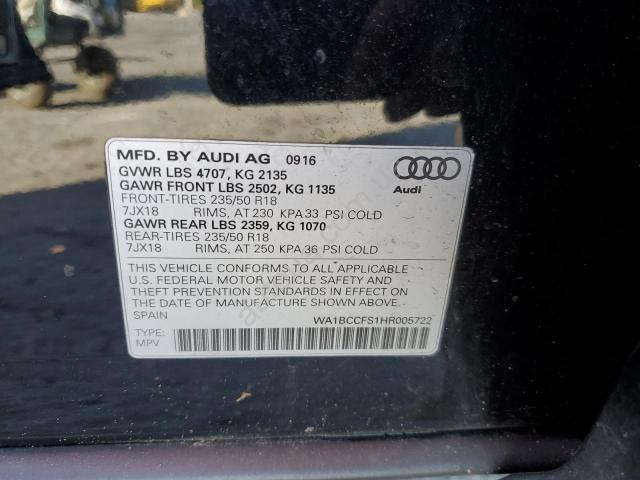 MFD. BY AUDI AG 09 16
GVWR LBS 4707, KG 2135
GAWR FRONT LBS 2502, KG 1135
FRONT-TIRES 235/50 R18
7JX18 RIMS, AT 230 KPA 33 PSI COLD
GAWR REAR LBS 2359, KG 1070
REAR-TIRES 235/50 R18
7JX18 RIMS, AT 250 KPA 36 PSI COLD
Audi
THIS VEHICLE CONFORMS TO ALL APPLICABLE
U.S. FEDERAL MOTOR VEHICLE SAFETY AND
THEFT PREVENTION STANDARDS IN EFFECT ON
THE DATE OF MANUFACTURE SHOWN ABOVE.
SPAIN WA1BCCFS1HR005722
TYPE:
MPV